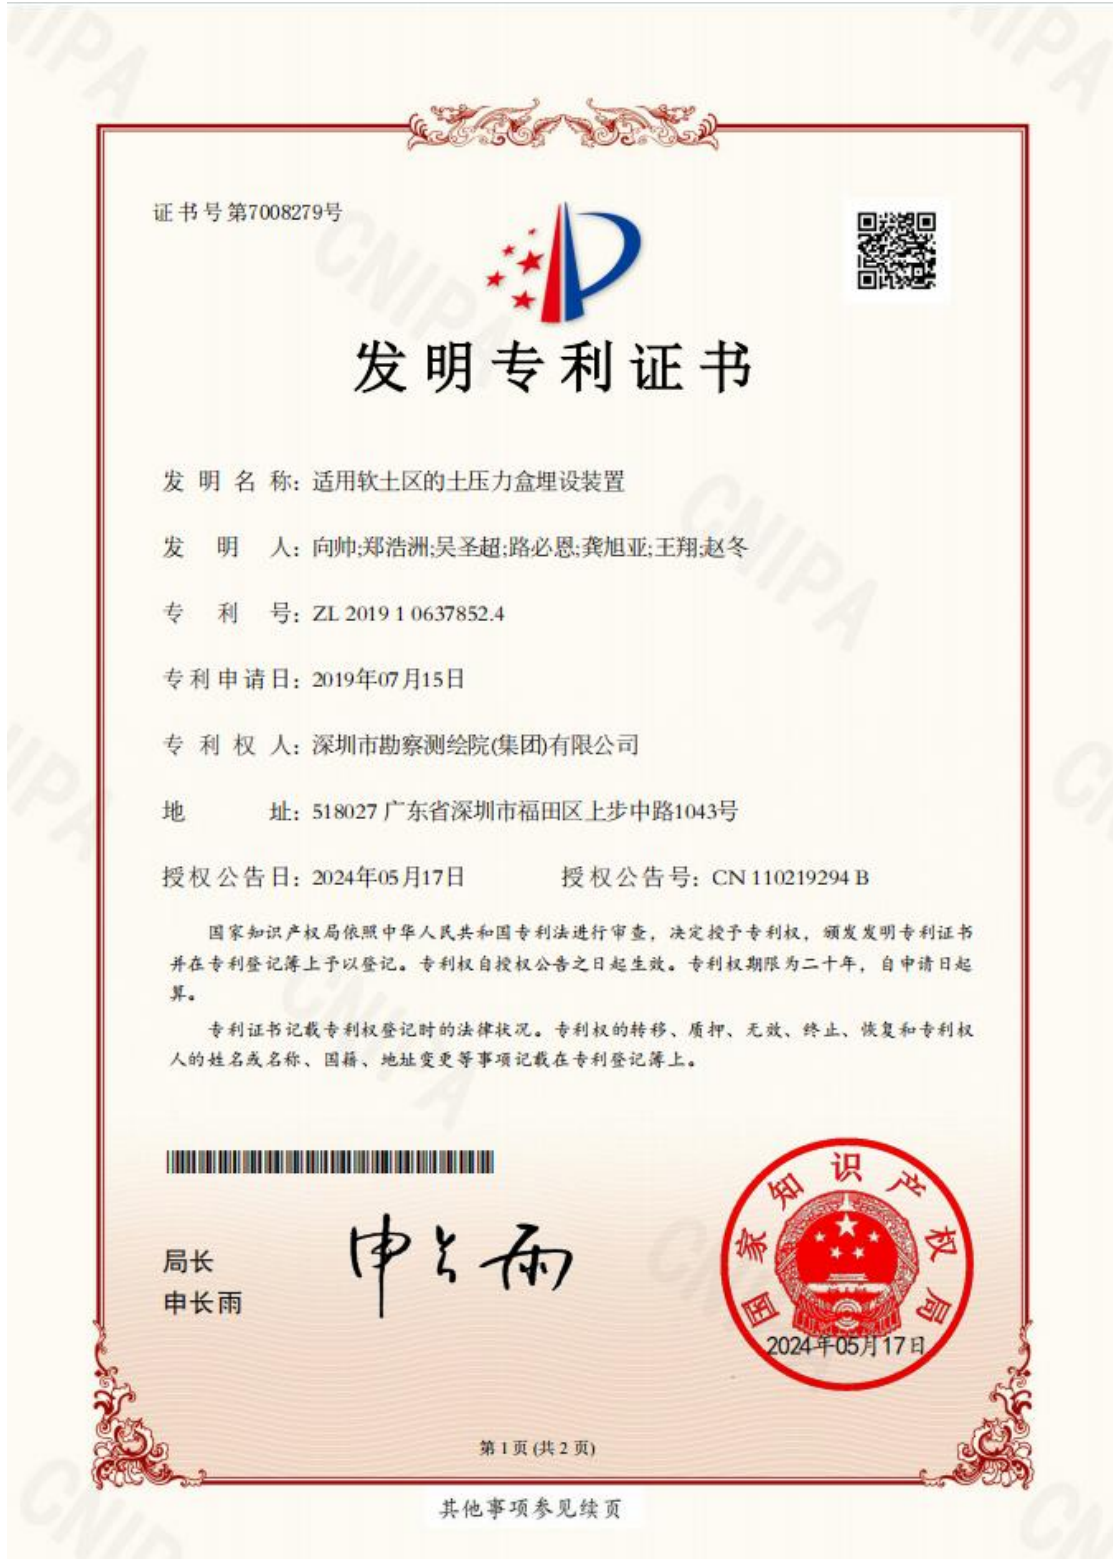 证书号第7008279号
发明专利证书
发明名称：适用软土区的土压力盒埋设装置
发明人：向帅;郑浩洲;吴圣超;路必恩;龚旭亚;王翔;赵冬
专利号：ZL 2019 1 0637852.4
专利申请日：2019年07月15日
专利权人：深圳市勘察测绘院(集团)有限公司
地址：518027 广东省深圳市福田区上步中路1043号
授权公告日：2024年05月17日 授权公告号：CN 110219294 B
国家知识产权局依照中华人民共和国专利法进行审查，决定授予专利权，颁发发明专利证书
并在专利登记簿上予以登记。专利权自授权公告之日起生效。专利权期限为二十年，自申请日起
算。
专利证书记载专利权登记时的法律状况。专利权的转移、质押、无效、终止、恢复和专利权
人的姓名或名称、国籍、地址变更等事项记载在专利登记簿上。
局长
申长雨
申长雨
国家知识产权局
2024年05月17日
第1页(共2页)
其他事项参见续页
CNIPA